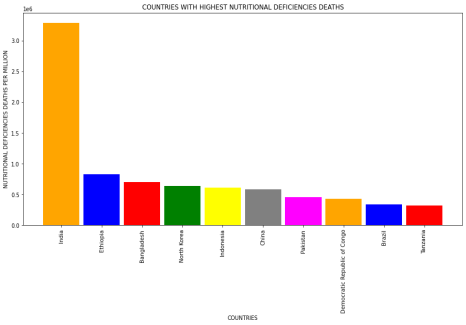 COUNTRIES WITH HIGHEST NUTRITIONAL DEFICIENCIES DEATHS
1e6
3.0
2.5
2.0
1.5
1.0
0.5
0.0
NUTRITIONAL DEFICIENCIES DEATHS PER MILLION
India
Ethiopia
Bangladesh
North Korea
Indonesia
China
Pakistan
Democratic Republic of Congo
Brazil
Tanzania
COUNTRIES